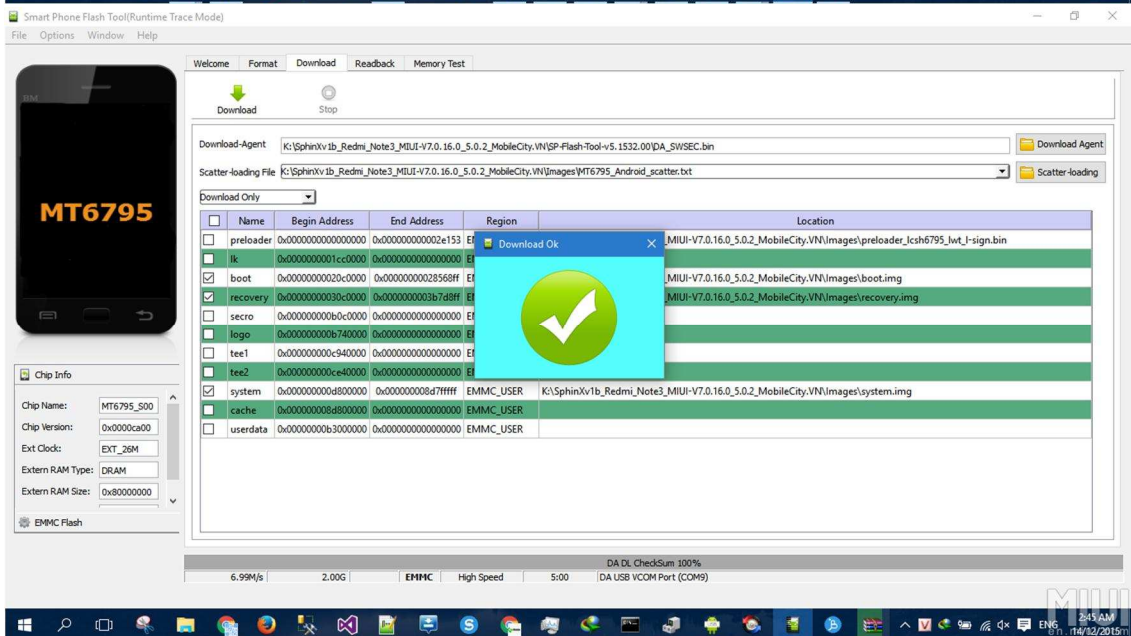 Smart Phone Flash Tool(Runtime Trace Mode)
File Options Window Help
Welcome Format Download Readback Memory Test
BM
MT6795
Download Stop
Download-Agent K:\SphinXv1b_Redmi_Note3_MIUI-V7.0.16.0_5.0.2_MobileCity.VN\SP-Flash-Tool-v5.1532.00\DA_SWSEC.bin Download Agent
Scatter-loading File K:\SphinXv1b_Redmi_Note3_MIUI-V7.0.16.0_5.0.2_MobileCity.VN\Images\MT6795_Android_scatter.txt Scatter-loading
Download Only
Name Begin Address End Address Region Location
preloader 0x0000000000000000 0x000000000002e153 _MIUI-V7.0.16.0_5.0.2_MobileCity.VN\Images\preloader_lcsh6795_lwt_l-sign.bin
lk 0x0000000001cc0000 0x0000000000000000
boot 0x00000000020c0000 0x00000000028568ff _MIUI-V7.0.16.0_5.0.2_MobileCity.VN\Images\boot.img
recovery 0x00000000030c0000 0x0000000003b7d8ff _MIUI-V7.0.16.0_5.0.2_MobileCity.VN\Images\recovery.img
secro 0x000000000b0c0000 0x0000000000000000
logo 0x000000000b740000 0x0000000000000000
tee1 0x000000000c940000 0x0000000000000000
tee2 0x000000000ce40000 0x0000000000000000
system 0x000000000d800000 0x000000008d7fffff EMMC_USER K:\SphinXv1b_Redmi_Note3_MIUI-V7.0.16.0_5.0.2_MobileCity.VN\Images\system.img
cache 0x000000008d800000 0x0000000000000000 EMMC_USER
userdata 0x00000000b3000000 0x0000000000000000 EMMC_USER
Download Ok
Chip Info
Chip Name: MT6795_S00
Chip Version: 0x0000ca00
Ext Clock: EXT_26M
Extern RAM Type: DRAM
Extern RAM Size: 0x80000000
EMMC Flash
DA DL CheckSum 100%
6.99M/s 2.00G EMMC High Speed 5:00 DA USB VCOM Port (COM9)
MIUI
ENG 2:45 AM
14/12/2015